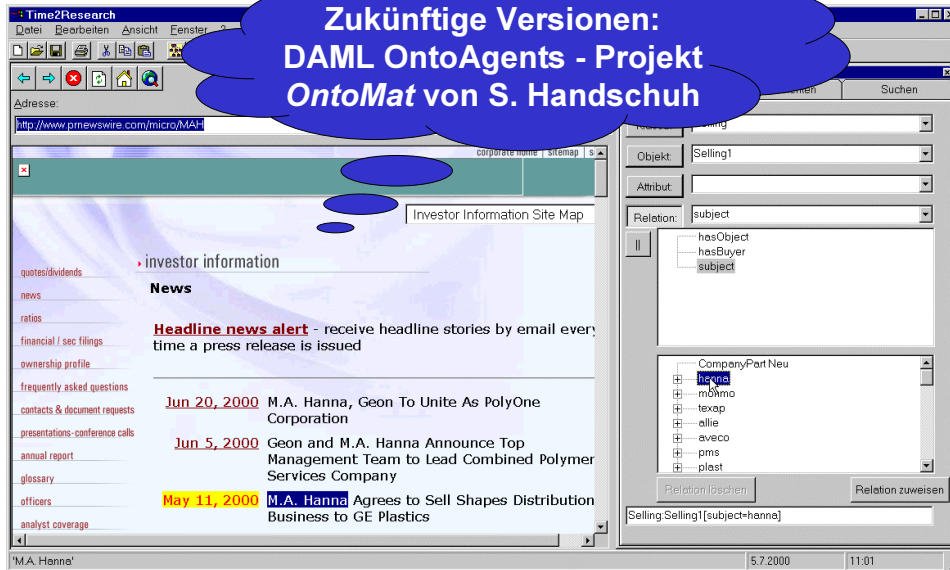 Time2Research
Zukünftige Versionen:
DAML OntoAgents - Projekt
OntoMat von S. Handschuh
Datei Bearbeiten Ansicht Fenster ?
Suchen
Adresse:
http://www.prnewswire.com/micro/MAH
corporate home | sitemap | s
Investor Information Site Map
investor information
News
Headline news alert - receive headline stories by email every
time a press release is issued
quotes/dividends
news
ratios
financial / sec filings
ownership profile
frequently asked questions
contacts & document requests
presentations-conference calls
annual report
glossary
officers
analyst coverage
Jun 20, 2000 M.A. Hanna, Geon To Unite As PolyOne
Corporation
Jun 5, 2000 Geon and M.A. Hanna Announce Top
Management Team to Lead Combined Polymer
Services Company
May 11, 2000 M.A. Hanna Agrees to Sell Shapes Distribution
Business to GE Plastics
Objekt: Selling1
Attribut:
Relation: subject
hasObject
hasBuyer
subject
CompanyPart Neu
hanna
texap
allie
aveco
pms
plast
Relation löschen
Relation zuweisen
Selling:Selling1[subject=hanna]
'M.A. Hanna'
5.7.2000
11:01